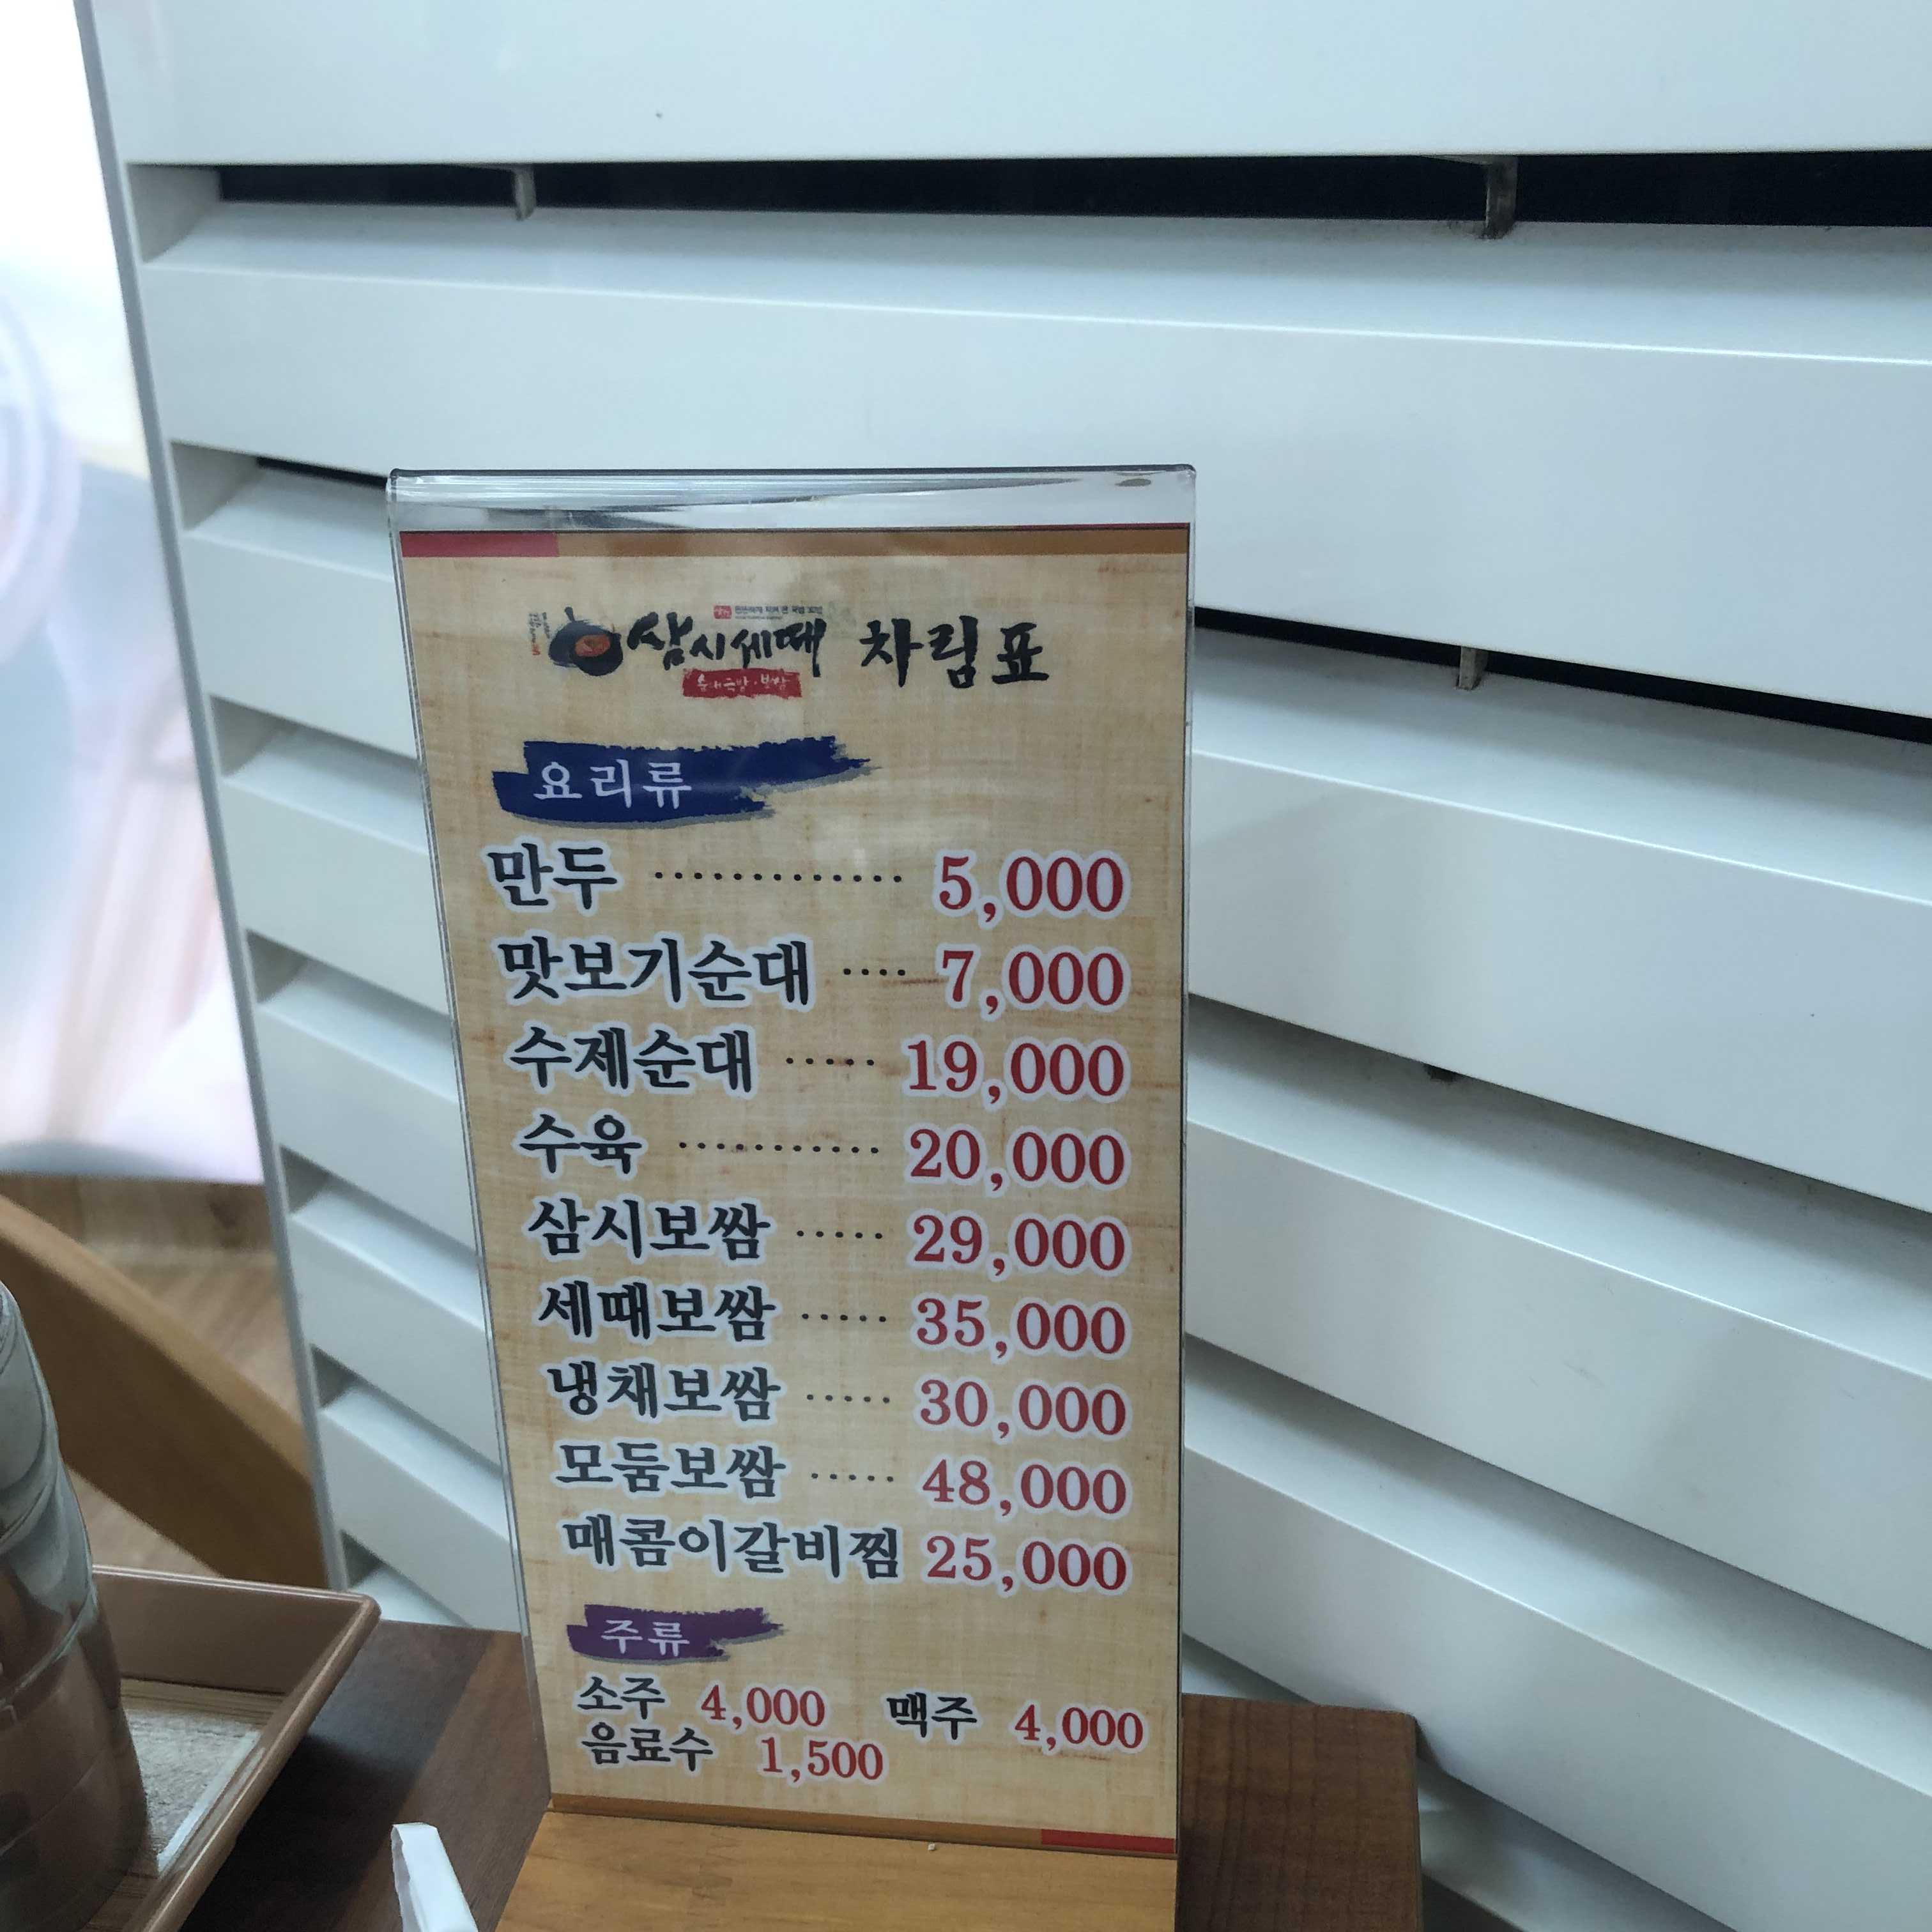 삼시세때 차림표
요리류
만두 ············· 5,000
맛보기순대 ···· 7,000
수제순대 ····· 19,000
수육 ··········· 20,000
삼시보쌈 ····· 29,000
세때보쌈 ····· 35,000
냉채보쌈 ····· 30,000
모둠보쌈 ····· 48,000
매콤이갈비찜 25,000
주류
소주 4,000 맥주 4,000
음료수 1,500